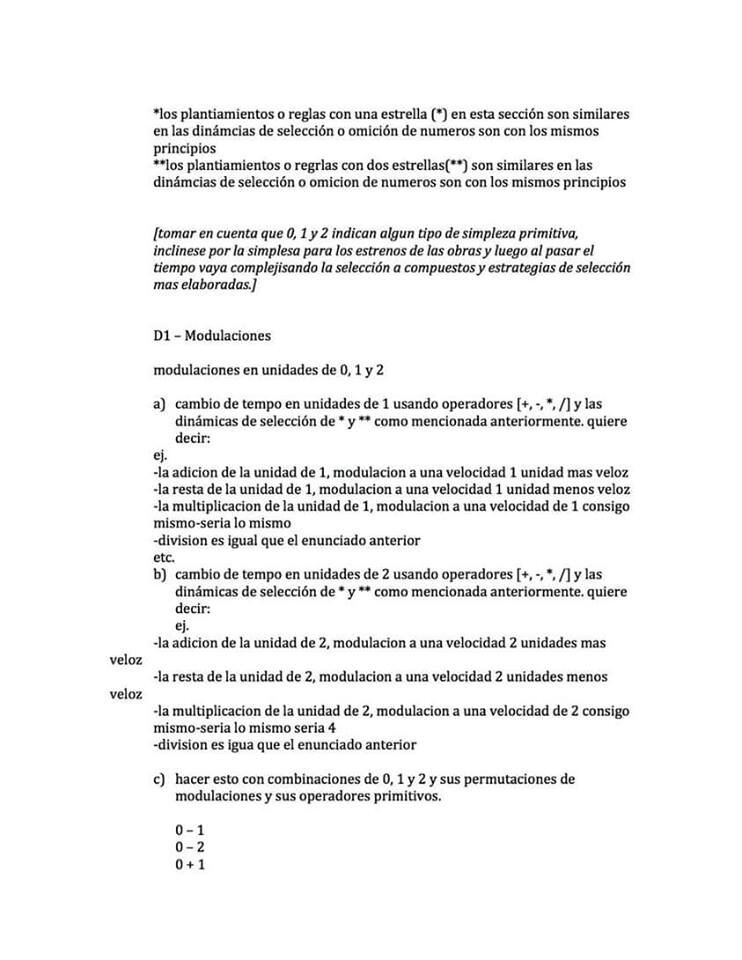 *los plantiamientos o reglas con una estrella (*) en esta sección son similares
en las dinámcias de selección o omición de numeros son con los mismos
principios
**los plantiamientos o regrlas con dos estrellas(**) son similares en las
dinámcias de selección o omicion de numeros son con los mismos principios
[tomar en cuenta que 0, 1 y 2 indican algun tipo de simpleza primitiva,
inclinese por la simplesa para los estrenos de las obras y luego al pasar el
tiempo vaya complejisando la selección a compuestos y estrategias de selección
mas elaboradas.]
D1 – Modulaciones
modulaciones en unidades de 0, 1 y 2
a) cambio de tempo en unidades de 1 usando operadores [+, -, *, /] y las
dinámicas de selección de * y ** como mencionada anteriormente. quiere
decir:
ej.
-la adicion de la unidad de 1, modulacion a una velocidad 1 unidad mas veloz
-la resta de la unidad de 1, modulacion a una velocidad 1 unidad menos veloz
-la multiplicacion de la unidad de 1, modulacion a una velocidad de 1 consigo
mismo-seria lo mismo
-division es igual que el enunciado anterior
etc.
b) cambio de tempo en unidades de 2 usando operadores [+, -, *, /] y las
dinámicas de selección de * y ** como mencionada anteriormente. quiere
decir:
ej.
-la adicion de la unidad de 2, modulacion a una velocidad 2 unidades mas
veloz
-la resta de la unidad de 2, modulacion a una velocidad 2 unidades menos
veloz
-la multiplicacion de la unidad de 2, modulacion a una velocidad de 2 consigo
mismo-seria lo mismo seria 4
-division es igua que el enunciado anterior
c) hacer esto con combinaciones de 0, 1 y 2 y sus permutaciones de
modulaciones y sus operadores primitivos.
0 – 1
0 – 2
0 + 1